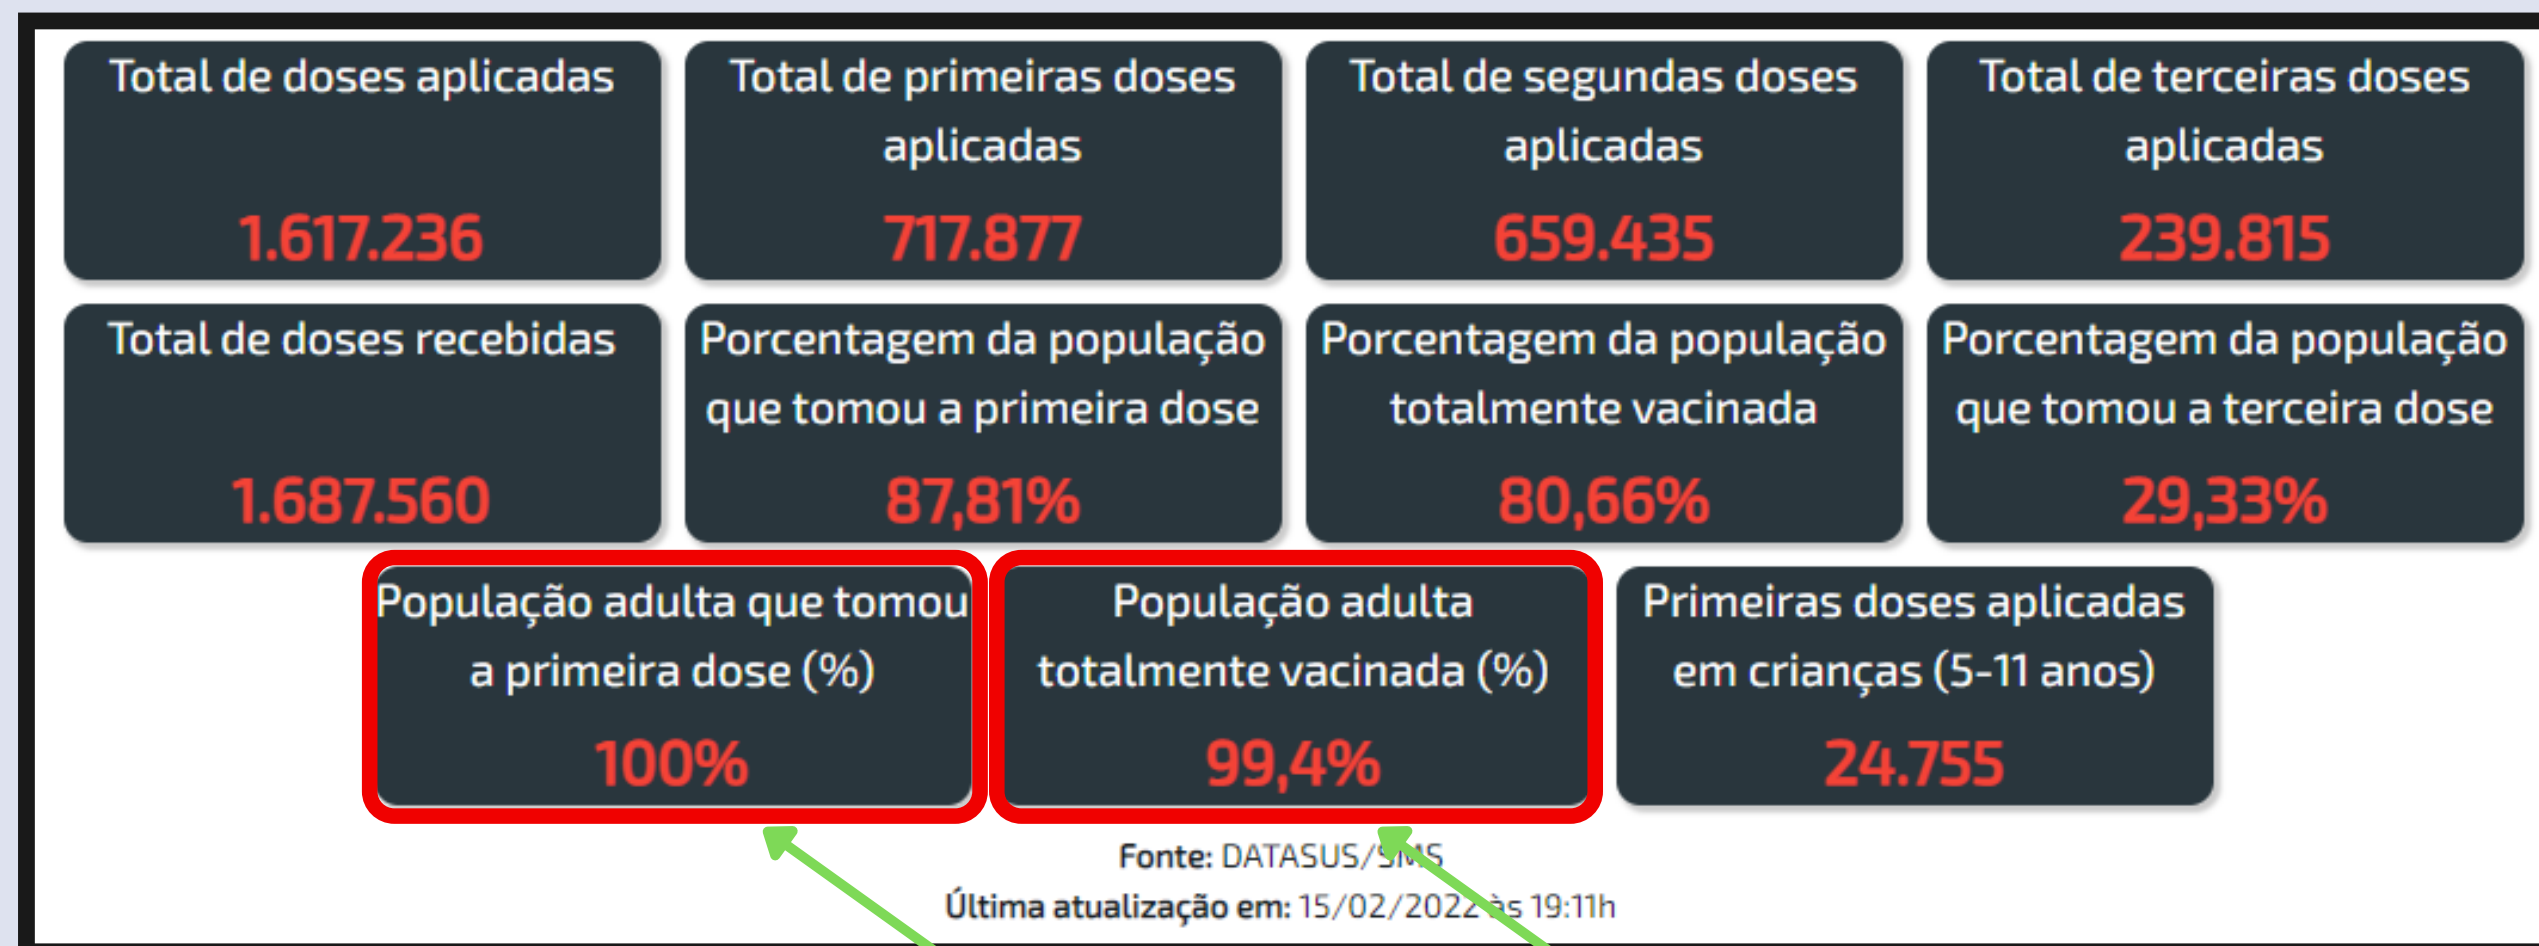 Total de doses aplicadas
1.617.236
Total de primeiras doses
aplicadas
717.877
Total de segundas doses
aplicadas
659.435
Total de terceiras doses
aplicadas
239.815
Total de doses recebidas
1.687.560
Porcentagem da população
que tomou a primeira dose
87,81%
Porcentagem da população
totalmente vacinada
80,66%
Porcentagem da população
que tomou a terceira dose
29,33%
População adulta que tomou
a primeira dose (%)
100%
População adulta
totalmente vacinada (%)
99,4%
Primeiras doses aplicadas
em crianças (5-11 anos)
24.755
Fonte: DATASUS/SMS
Última atualização em: 15/02/2022 às 19:11h